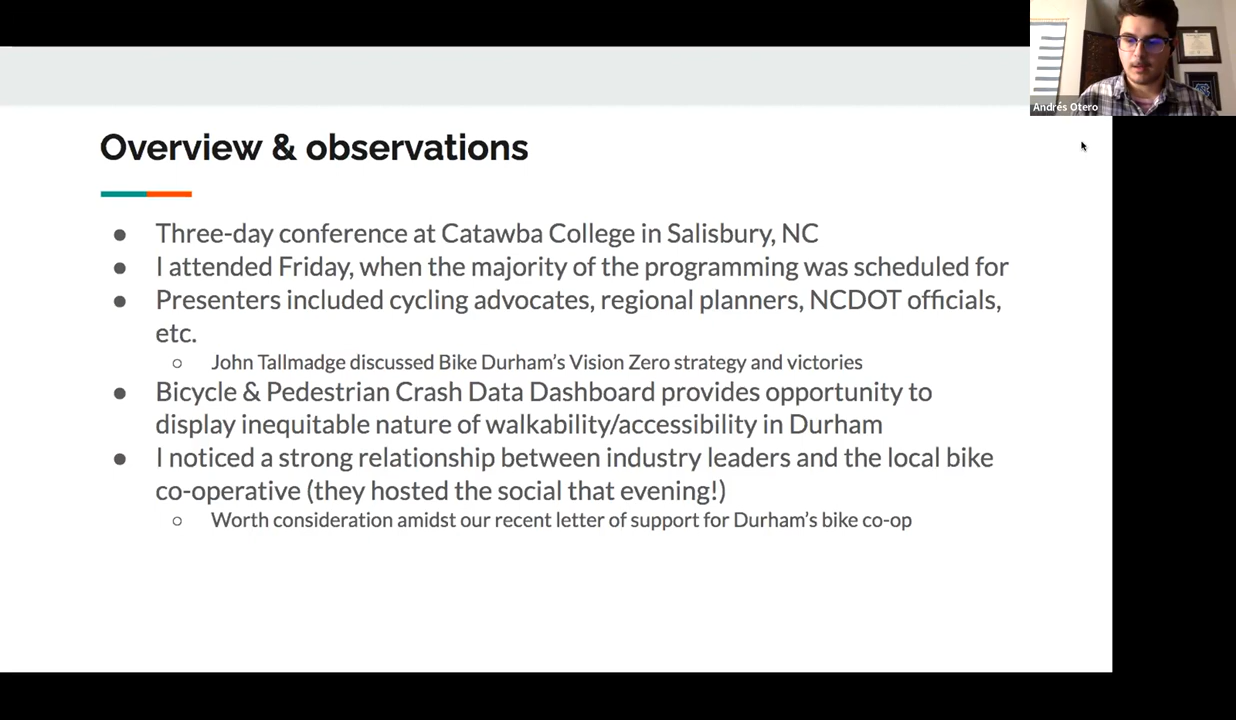 Andrés Otero
Overview & observations
● Three-day conference at Catawba College in Salisbury, NC
● I attended Friday, when the majority of the programming was scheduled for
● Presenters included cycling advocates, regional planners, NCDOT officials,
etc.
○ John Tallmadge discussed Bike Durham’s Vision Zero strategy and victories
● Bicycle & Pedestrian Crash Data Dashboard provides opportunity to
display inequitable nature of walkability/accessibility in Durham
● I noticed a strong relationship between industry leaders and the local bike
co-operative (they hosted the social that evening!)
○ Worth consideration amidst our recent letter of support for Durham’s bike co-op